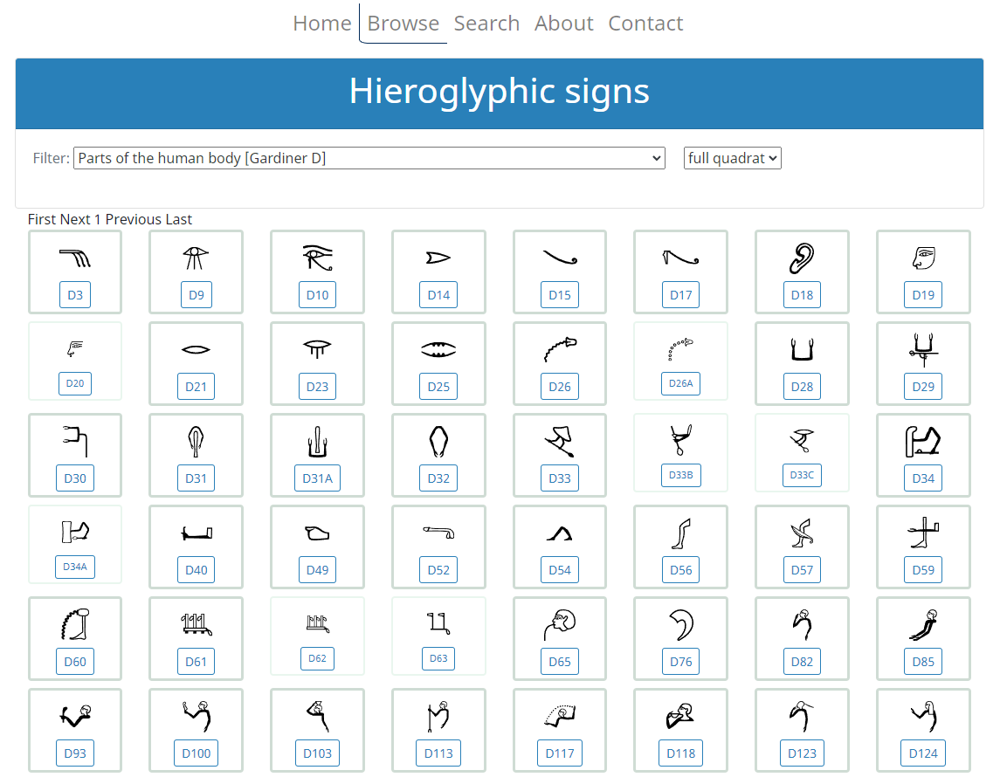 Home Browse Search About Contact
Hieroglyphic signs
Filter: Parts of the human body [Gardiner D] full quadrat
First Next 1 Previous Last
D3 D9 D10 D14 D15 D17 D18 D19
D20 D21 D23 D25 D26 D26A D28 D29
D30 D31 D31A D32 D33 D33B D33C D34
D34A D40 D49 D52 D54 D56 D57 D59
D60 D61 D62 D63 D65 D76 D82 D85
D93 D100 D103 D113 D117 D118 D123 D124